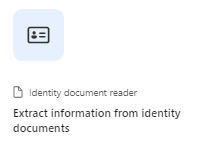 Identity document reader
Extract information from identity
documents